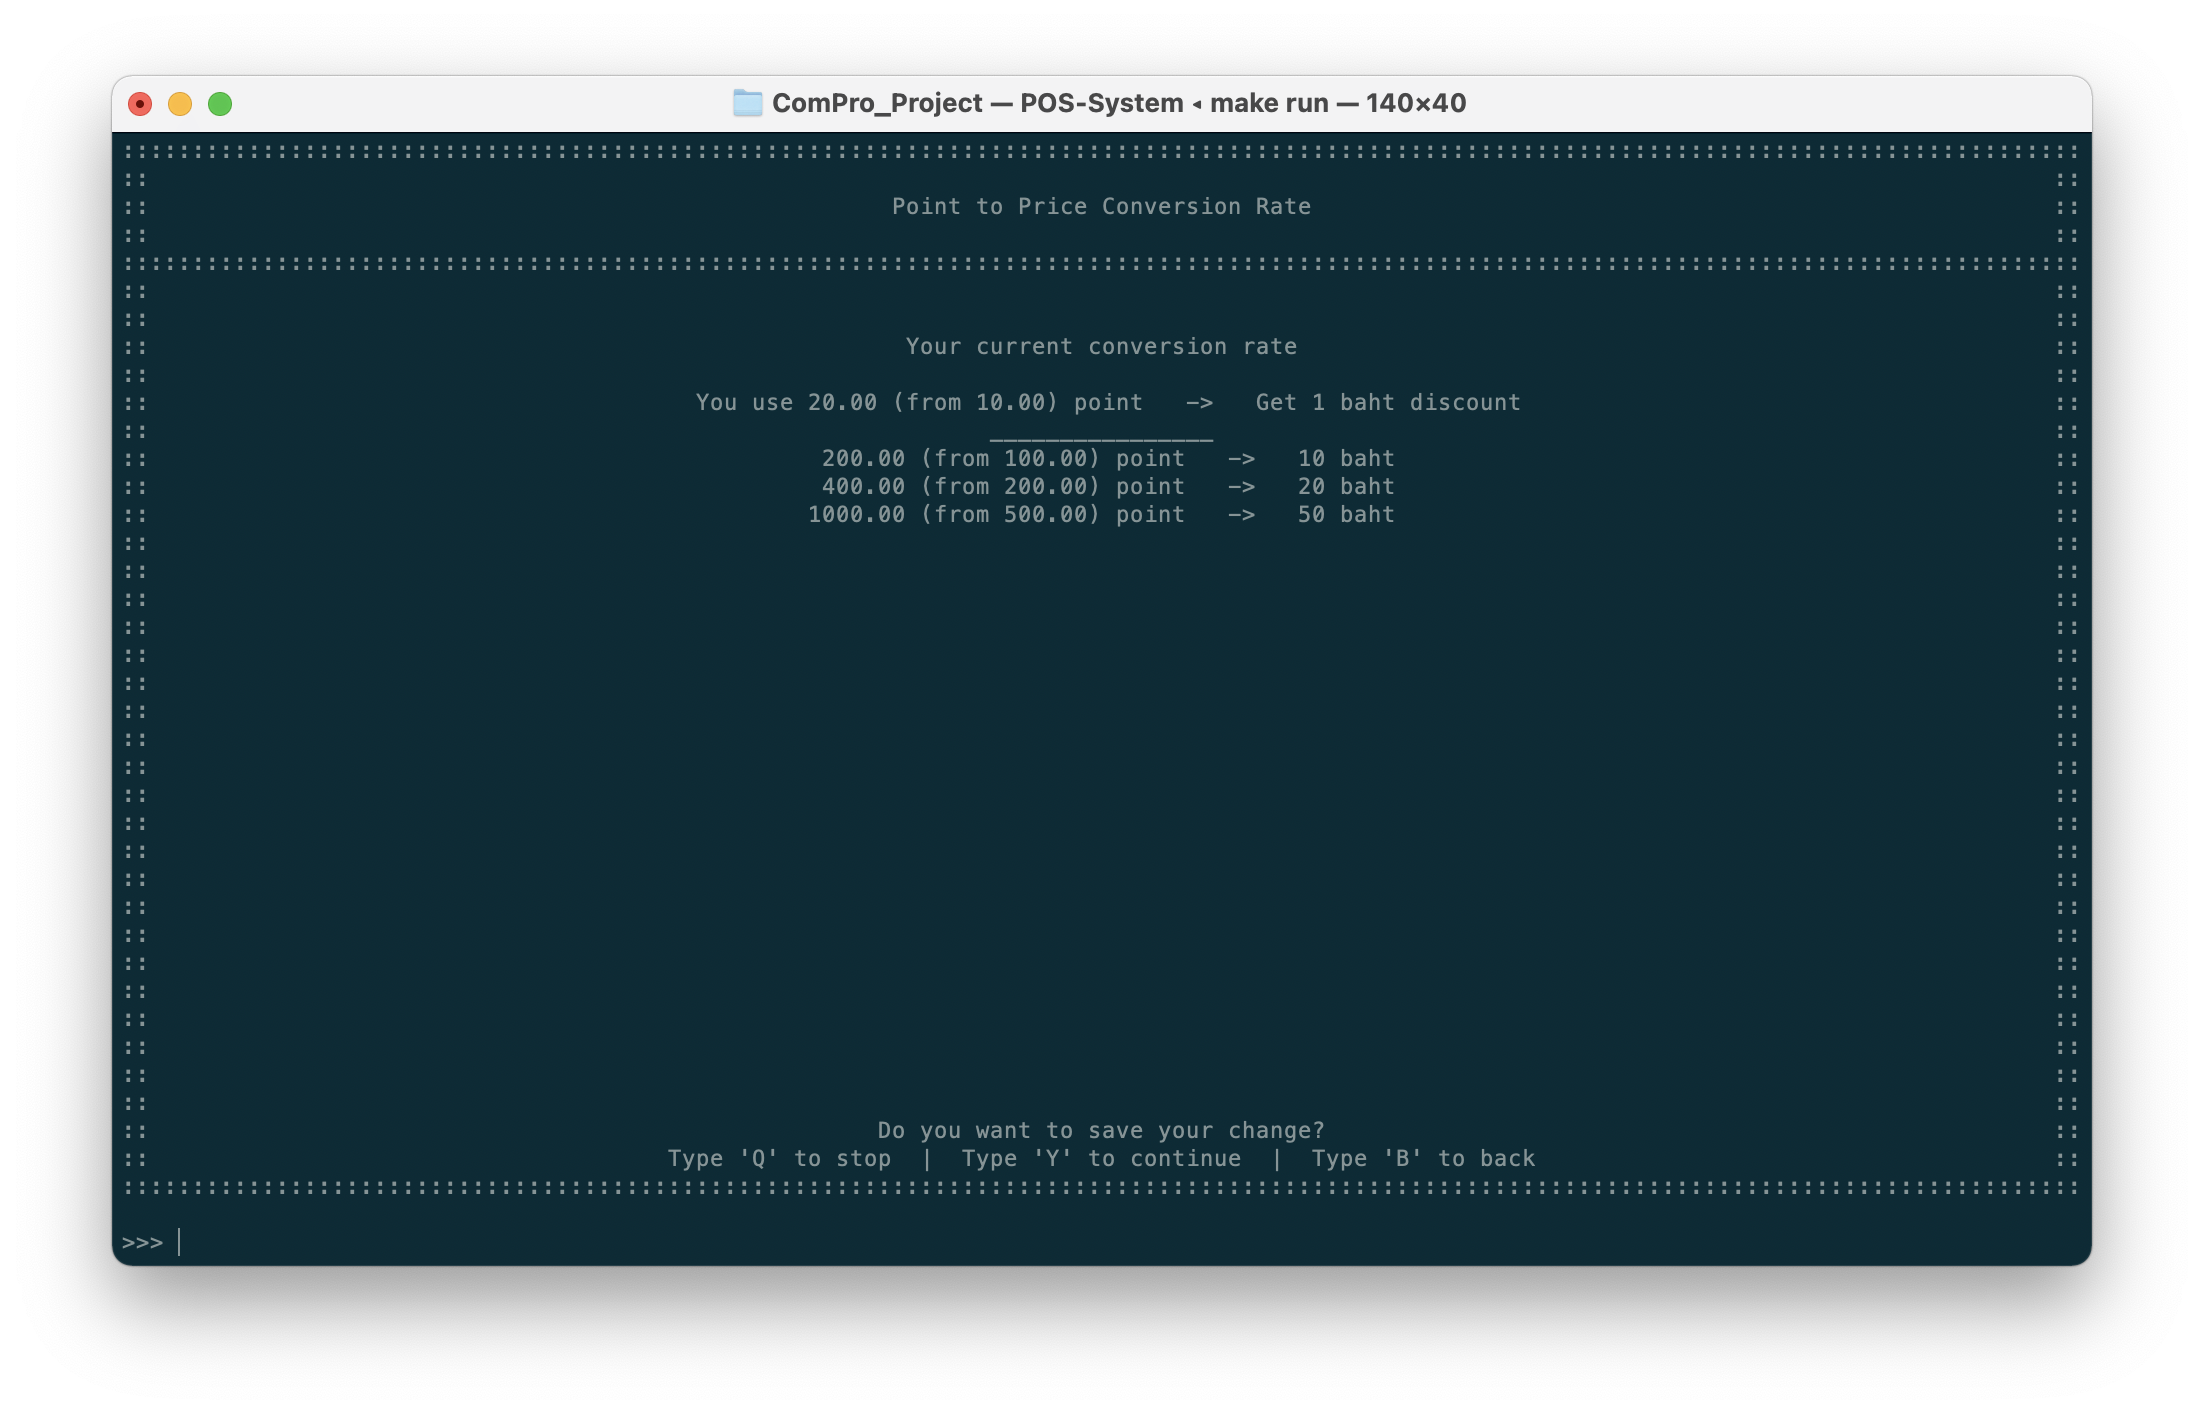 ComPro_Project — POS-System ◂ make run — 140×40
::::::::::::::::::::::::::::::::::::::::::::::::::::::::::::::::::::::::::::::::::::::::::::::::::::::::::::::::::::::::::::::::::::::::::::
Point to Price Conversion Rate
::::::::::::::::::::::::::::::::::::::::::::::::::::::::::::::::::::::::::::::::::::::::::::::::::::::::::::::::::::::::::::::::::::::::::::
Your current conversion rate
You use 20.00 (from 10.00) point   —>   Get 1 baht discount
________________
200.00 (from 100.00) point   —>   10 baht
400.00 (from 200.00) point   —>   20 baht
1000.00 (from 500.00) point   —>   50 baht
Do you want to save your change?
Type 'Q' to stop  |  Type 'Y' to continue  |  Type 'B' to back
::::::::::::::::::::::::::::::::::::::::::::::::::::::::::::::::::::::::::::::::::::::::::::::::::::::::::::::::::::::::::::::::::::::::::::
>>>